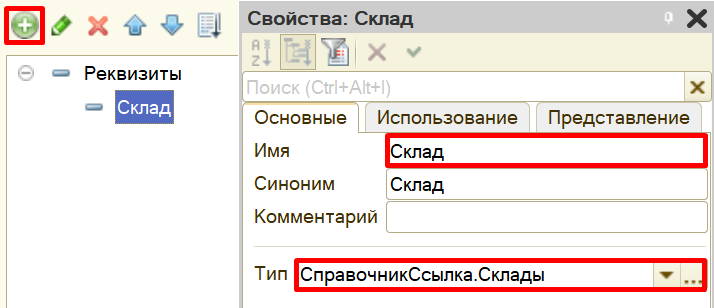 Реквизиты
Склад
Свойства: Склад
Поиск (Ctrl+Alt+I)
Основные Использование Представление
Имя Склад
Синоним Склад
Комментарий
Тип СправочникСсылка.Склады ...